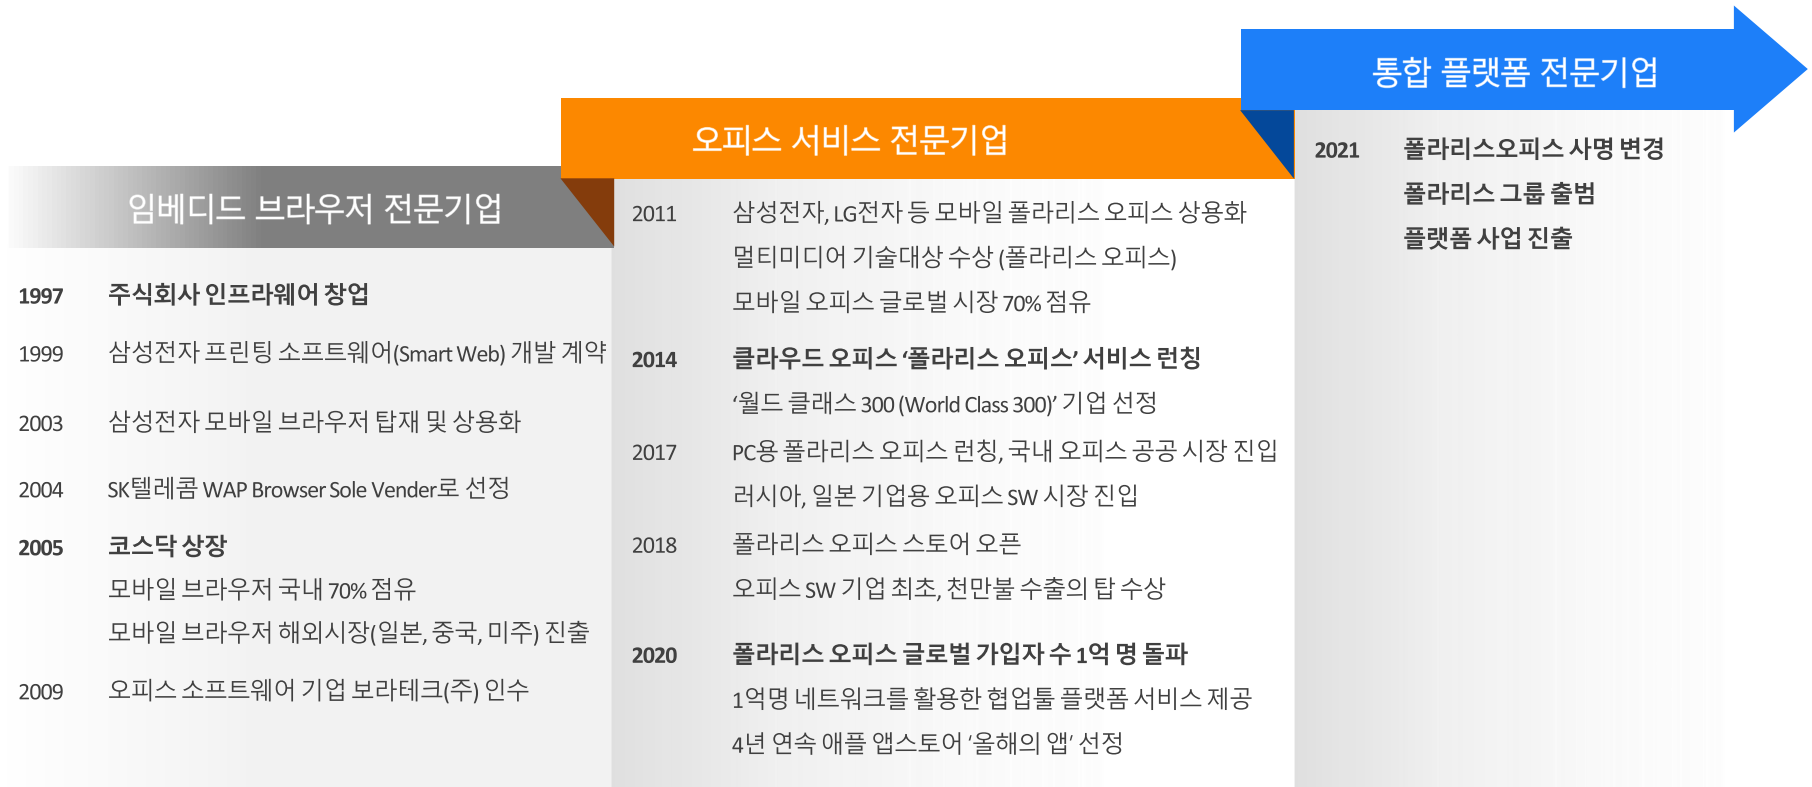 임베디드 브라우저 전문기업
1997 주식회사 인프라웨어 창업
1999 삼성전자 프린팅 소프트웨어(Smart Web) 개발 계약
2003 삼성전자 모바일 브라우저 탑재 및 상용화
2004 SK텔레콤 WAP Browser Sole Vender로 선정
2005 코스닥 상장
모바일 브라우저 국내 70% 점유
모바일 브라우저 해외시장(일본, 중국, 미주) 진출
2009 오피스 소프트웨어 기업 보라테크(주) 인수
오피스 서비스 전문기업
2011 삼성전자, LG전자 등 모바일 폴라리스 오피스 상용화
멀티미디어 기술대상 수상 (폴라리스 오피스)
모바일 오피스 글로벌 시장 70% 점유
2014 클라우드 오피스 ‘폴라리스 오피스’ 서비스 런칭
‘월드 클래스 300 (World Class 300)’ 기업 선정
2017 PC용 폴라리스 오피스 런칭, 국내 오피스 공공 시장 진입
러시아, 일본 기업용 오피스 SW 시장 진입
2018 폴라리스 오피스 스토어 오픈
오피스 SW 기업 최초, 천만불 수출의 탑 수상
2020 폴라리스 오피스 글로벌 가입자 수 1억 명 돌파
1억명 네트워크를 활용한 협업툴 플랫폼 서비스 제공
4년 연속 애플 앱스토어 ‘올해의 앱’ 선정
통합 플랫폼 전문기업
2021 폴라리스오피스 사명 변경
폴라리스 그룹 출범
플랫폼 사업 진출